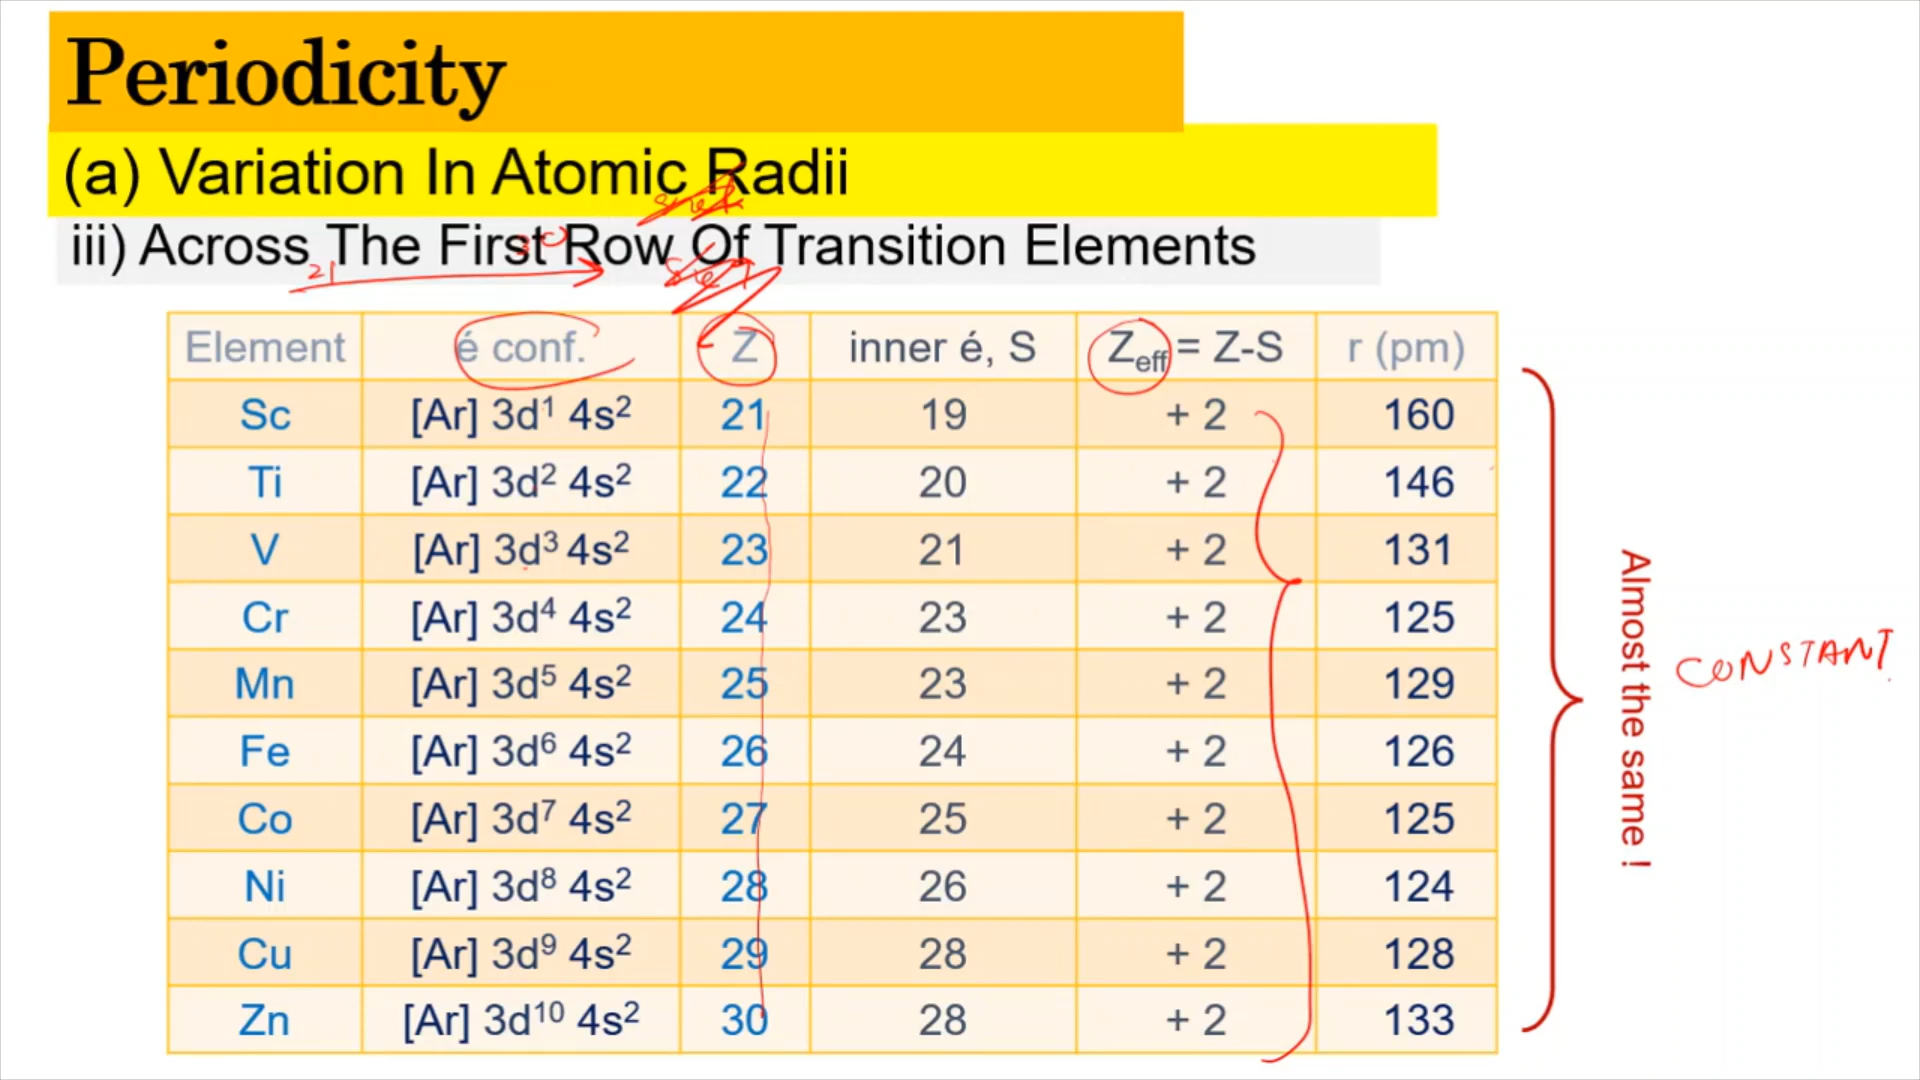 Periodicity
(a) Variation In Atomic Radii
iii) Across The First Row Of Transition Elements
21 30
Element é conf. Z inner é, S Zeff = Z-S r (pm)
Sc [Ar] 3d¹ 4s² 21 19 + 2 160
Ti [Ar] 3d² 4s² 22 20 + 2 146
V [Ar] 3d³ 4s² 23 21 + 2 131
Cr [Ar] 3d⁴ 4s² 24 23 + 2 125
Mn [Ar] 3d⁵ 4s² 25 23 + 2 129
Fe [Ar] 3d⁶ 4s² 26 24 + 2 126
Co [Ar] 3d⁷ 4s² 27 25 + 2 125
Ni [Ar] 3d⁸ 4s² 28 26 + 2 124
Cu [Ar] 3d⁹ 4s² 29 28 + 2 128
Zn [Ar] 3d¹⁰ 4s² 30 28 + 2 133
Almost the same !
CONSTANT